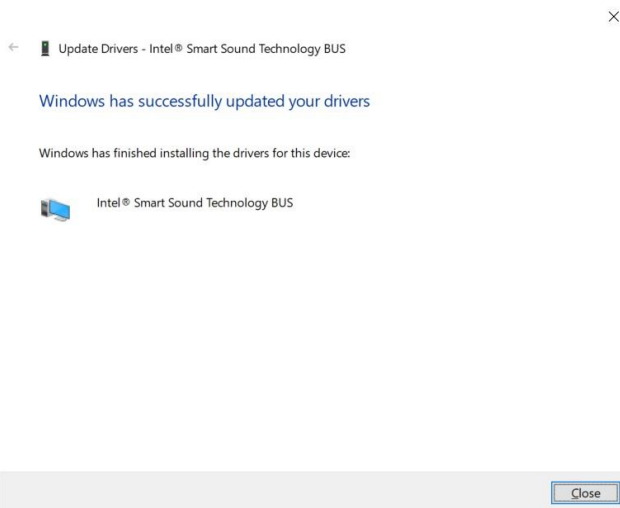 Update Drivers - Intel® Smart Sound Technology BUS
Windows has successfully updated your drivers
Windows has finished installing the drivers for this device:
Intel® Smart Sound Technology BUS
Close